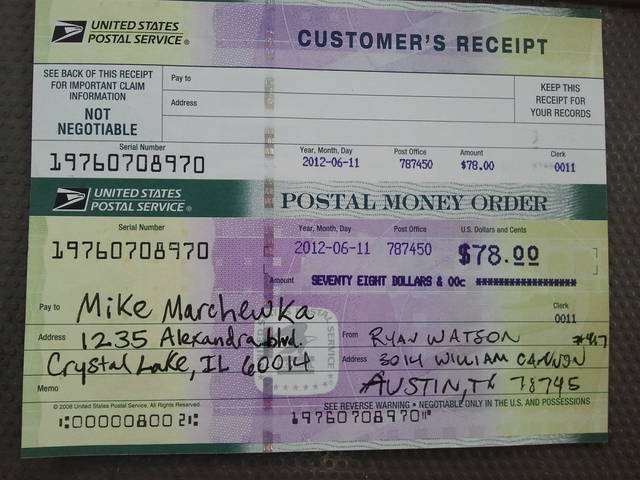 UNITED STATES
POSTAL SERVICE®
CUSTOMER'S RECEIPT
SEE BACK OF THIS RECEIPT
FOR IMPORTANT CLAIM
INFORMATION
NOT
NEGOTIABLE
Pay to
Address
KEEP THIS
RECEIPT FOR
YOUR RECORDS
Serial Number
Year, Month, Day
Post Office
Amount
Clerk
19760708970
2012-06-11
787450
$78.00
0011
UNITED STATES
POSTAL SERVICE®
POSTAL MONEY ORDER
Serial Number
Year, Month, Day
Post Office
U.S. Dollars and Cents
19760708970
2012-06-11
787450
$78.00
Amount
SEVENTY EIGHT DOLLARS & 00c ******************
Pay to
Mike Marchewka
Clerk
0011
Address
1235 Alexandra blvd.
Crystal Lake, IL 60014
From
RYAN WATSON
Address
3014 WILLIAM CANNON
AUSTIN, TX 78745
Memo
SEE REVERSE WARNING • NEGOTIABLE ONLY IN THE U.S. AND POSSESSIONS
© 2008 United States Postal Service. All Rights Reserved.
⑆000000800 2⑆
19760708970⑈